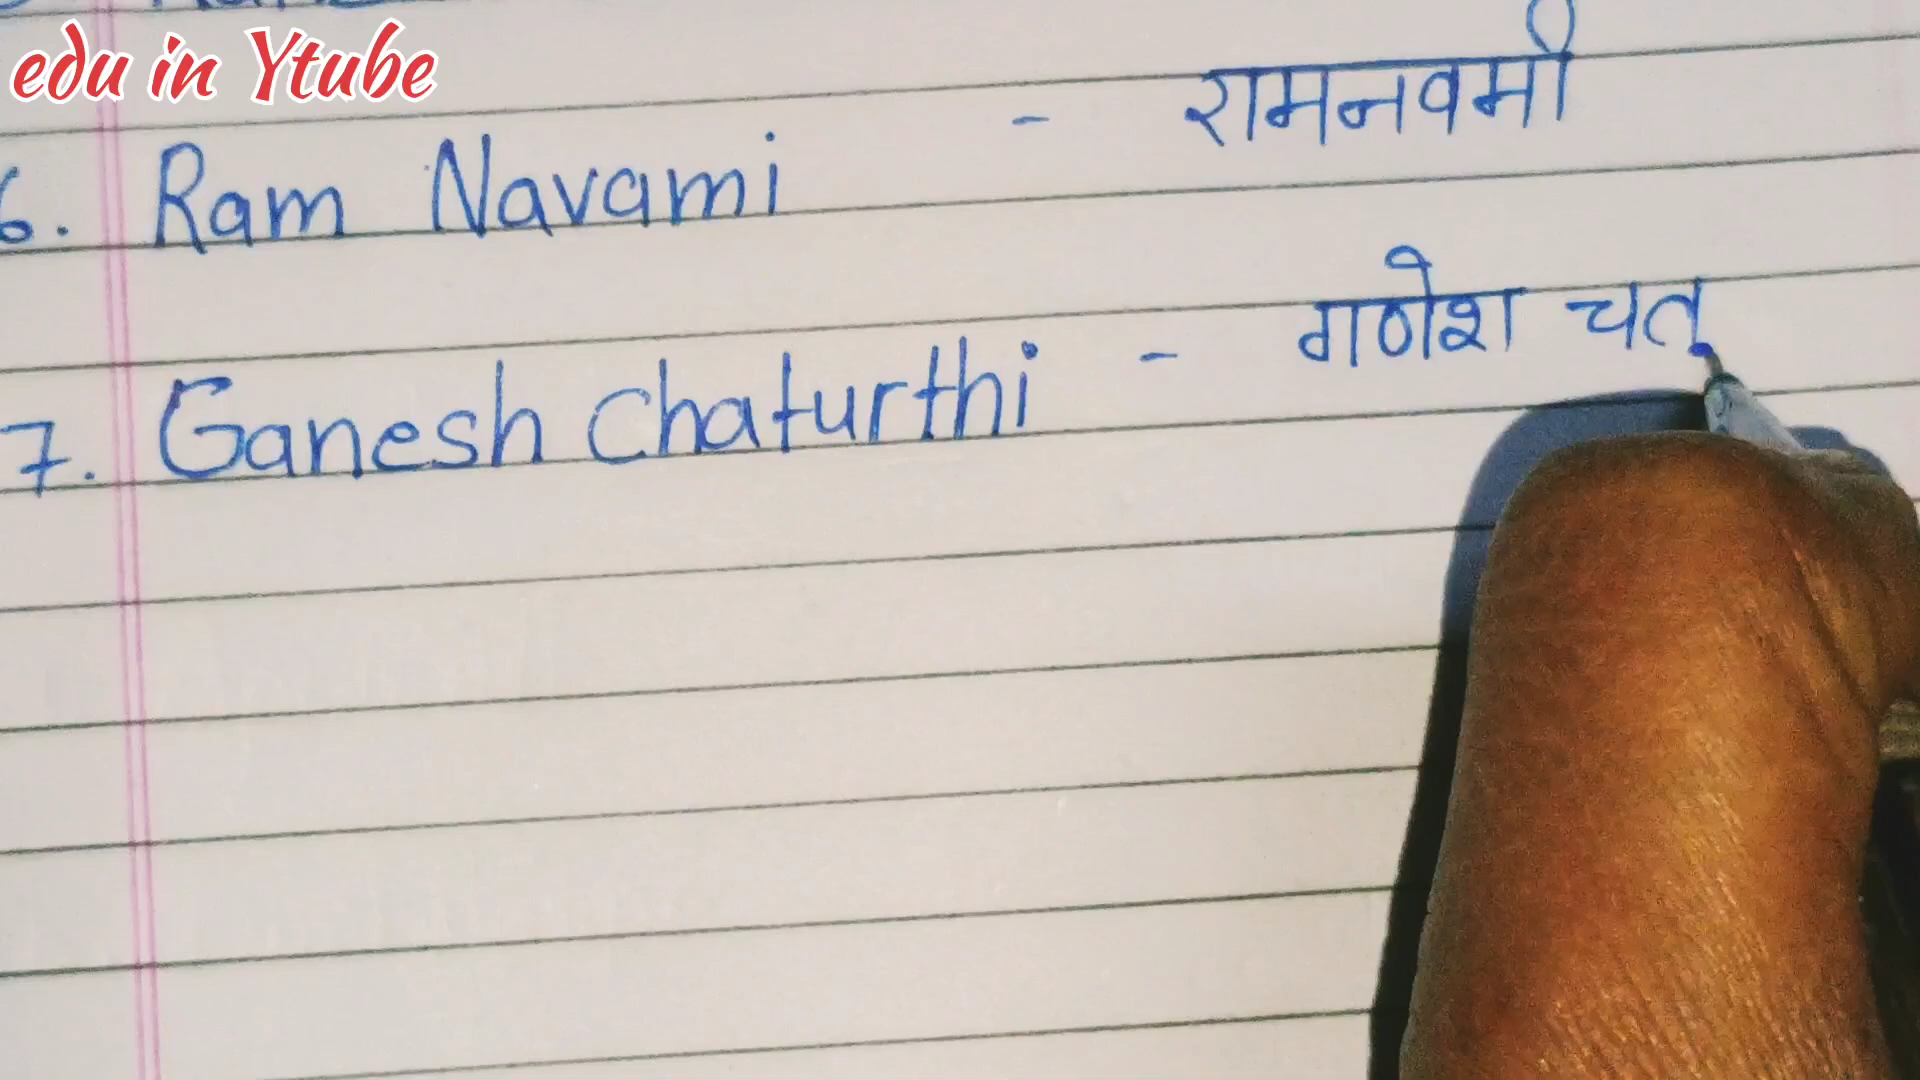 edu in Ytube
6. Ram Navami - रामनवमी
7. Ganesh Chaturthi - गणेश चतु